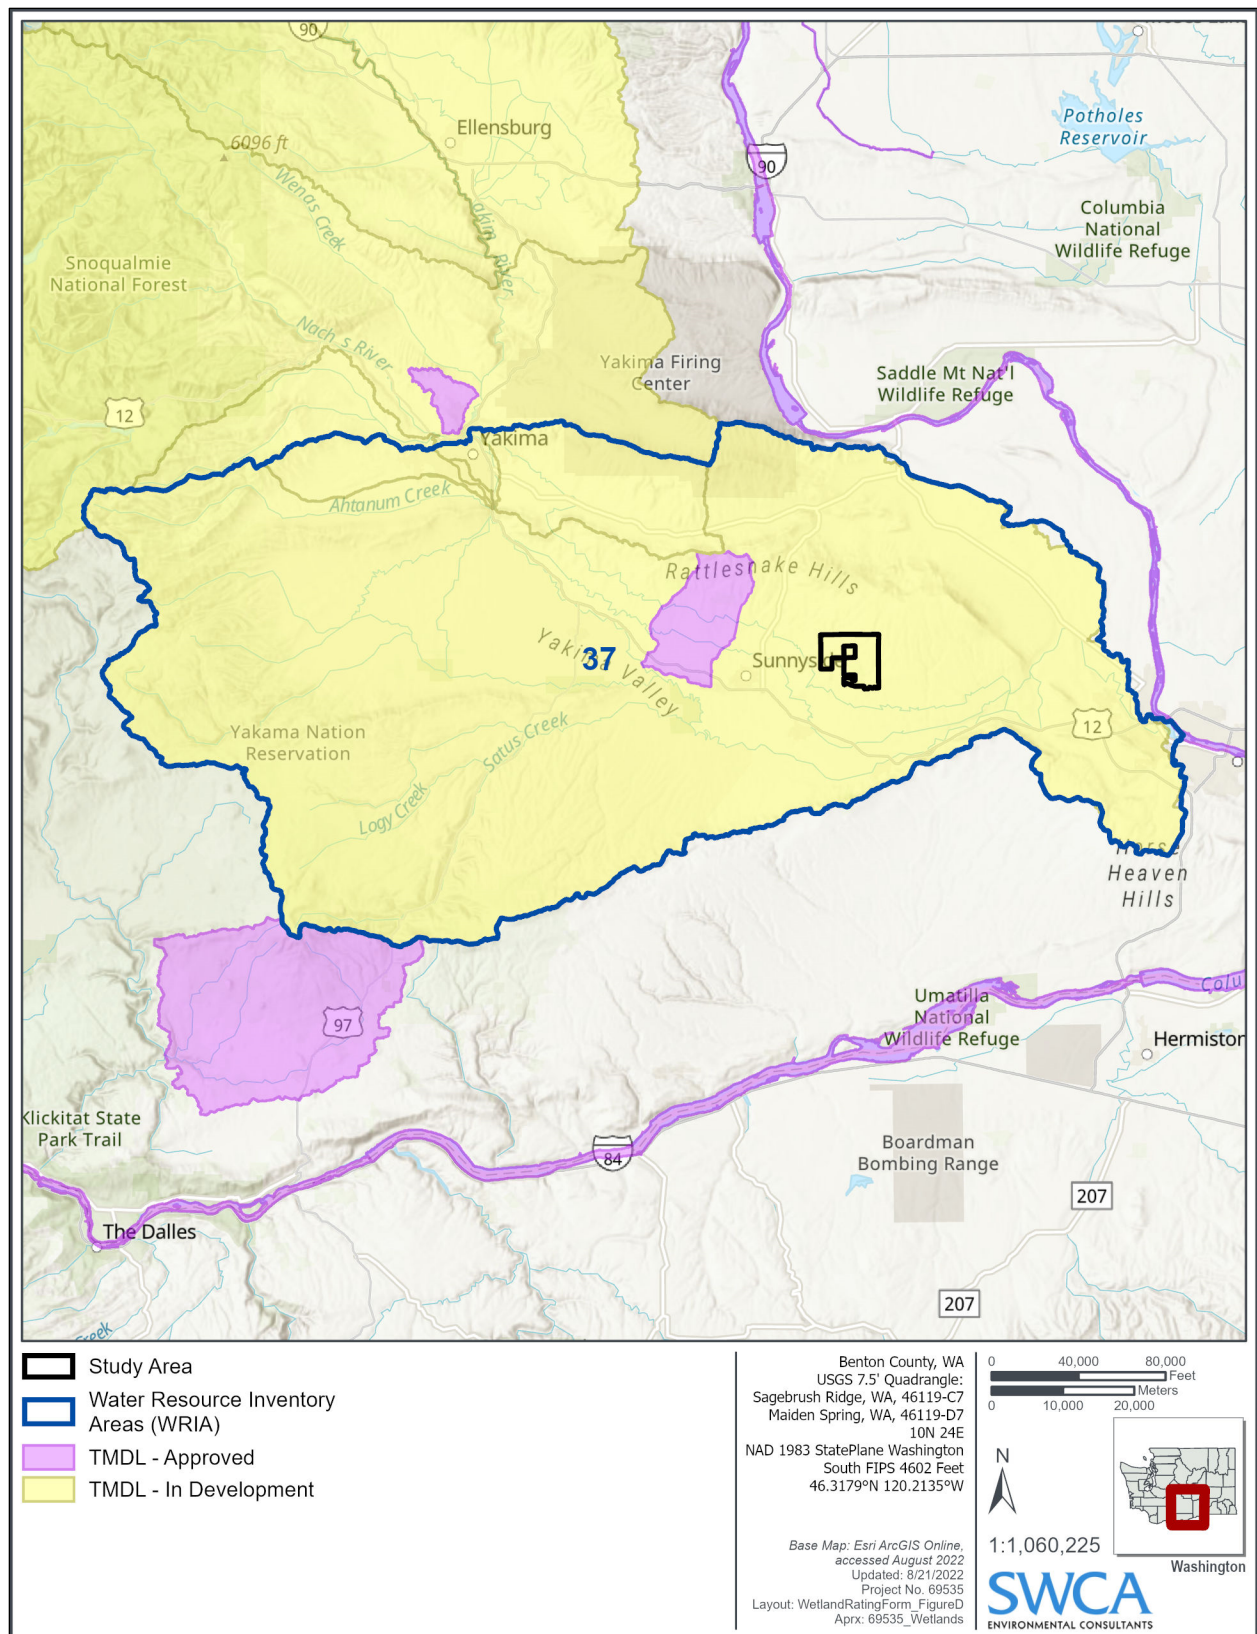 90
Ellensburg
6096 ft
Potholes
Reservoir
90
Wenas Creek
Columbia
National
Wildlife Refuge
Snoqualmie
National Forest
River
River
Yakima Firing
Center
Saddle Mt Nat'l
Wildlife Refuge
12
Yakima
Ahtanum Creek
Rattlesnake Hills
37
Valley
Yakama Nation
Reservation
Satus Creek
12
Logy Creek
Horse
Heaven
Hills
97
Umatilla
National
Wildlife Refuge
Hermiston
Klickitat State
Park Trail
Boardman
Bombing Range
84
207
The Dalles
207
Creek
Study Area
Water Resource Inventory
Areas (WRIA)
TMDL - Approved
TMDL - In Development
Benton County, WA
USGS 7.5' Quadrangle:
Sagebrush Ridge, WA, 46119-C7
Maiden Spring, WA, 46119-D7
10N 24E
NAD 1983 StatePlane Washington
South FIPS 4602 Feet
46.3179°N 120.2135°W
Base Map: Esri ArcGIS Online,
accessed August 2022
Updated: 8/21/2022
Project No. 69535
Layout: WetlandRatingForm_FigureD
Aprx: 69535_Wetlands
0 40,000 80,000
Feet
Meters
0 10,000 20,000
N
1:1,060,225
Washington
SWCA
ENVIRONMENTAL CONSULTANTS